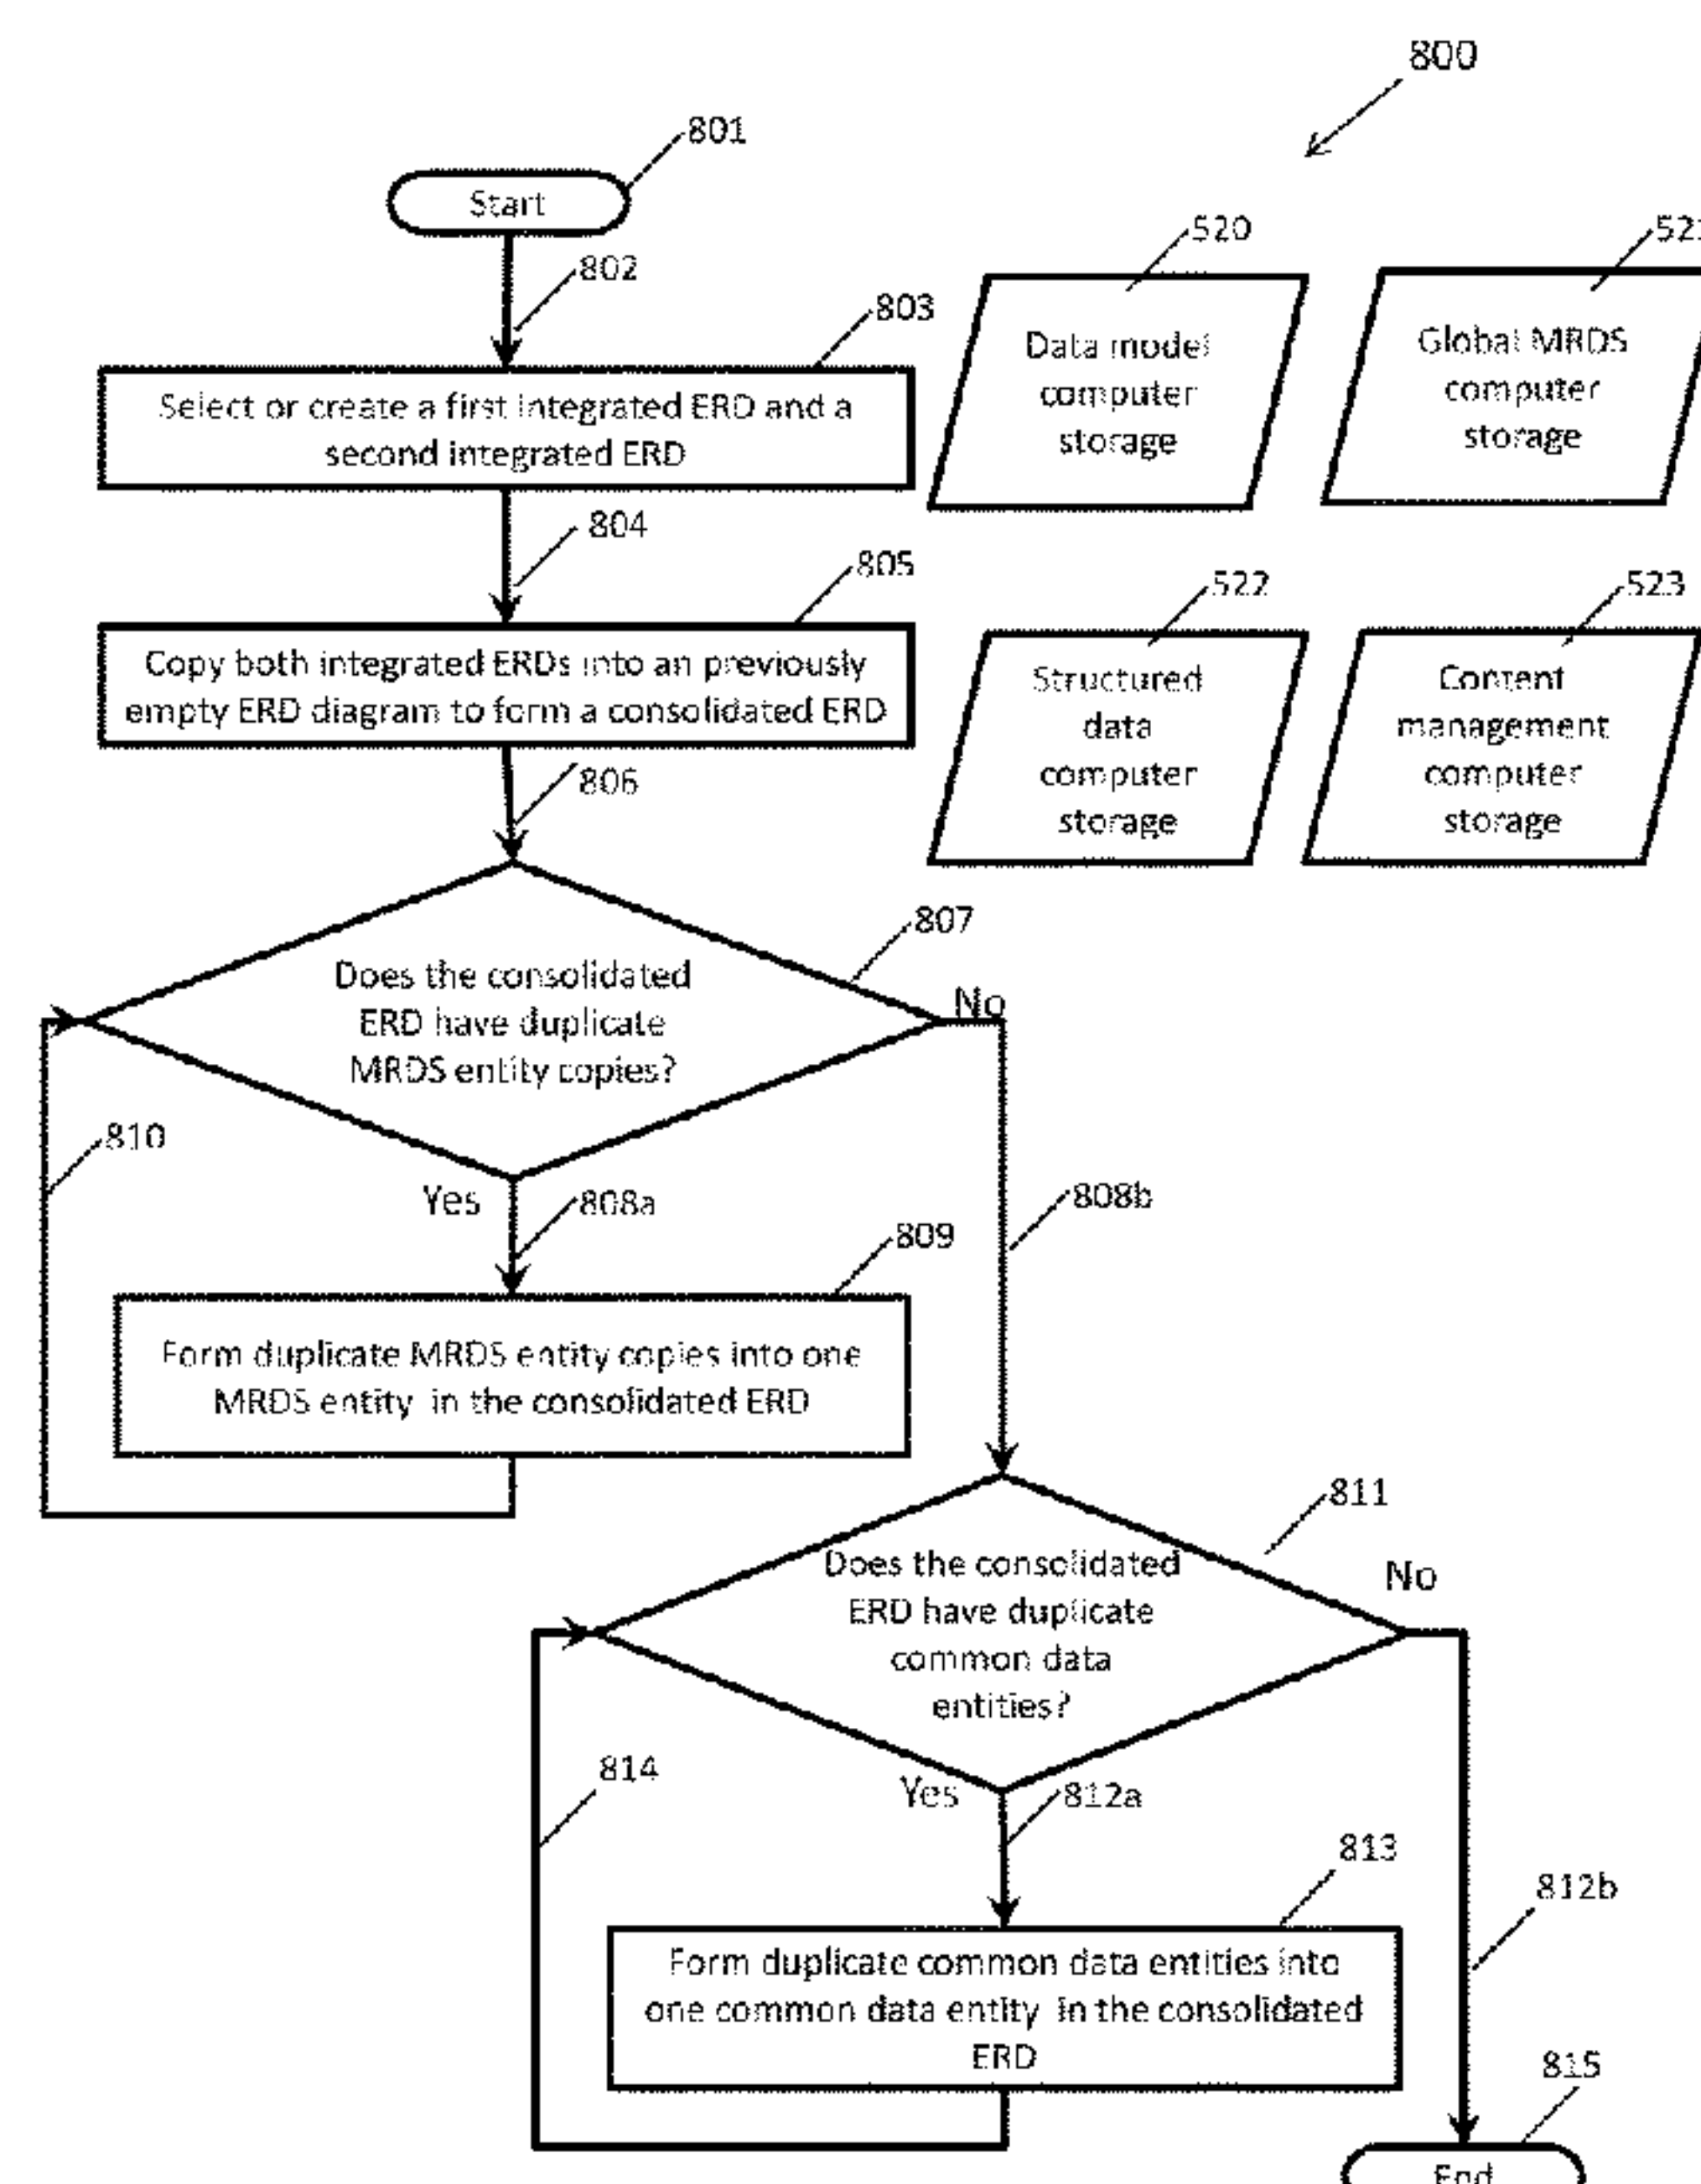 800
801
Start
802
520
521
803
Data model
computer
storage
Global MRDS
computer
storage
Select or create a first integrated ERD and a
second integrated ERD
804
805
522
523
Copy both integrated ERDs into an previously
empty ERD diagram to form a consolidated ERD
Structured
data
computer
storage
Content
management
computer
storage
806
807
Does the consolidated
ERD have duplicate
MRDS entity copies?
No
810
Yes
808a
808b
809
Form duplicate MRDS entity copies into one
MRDS entity in the consolidated ERD
811
Does the consolidated
ERD have duplicate
common data
entities?
No
814
Yes
812a
813
812b
Form duplicate common data entities into
one common data entity in the consolidated
ERD
815
End